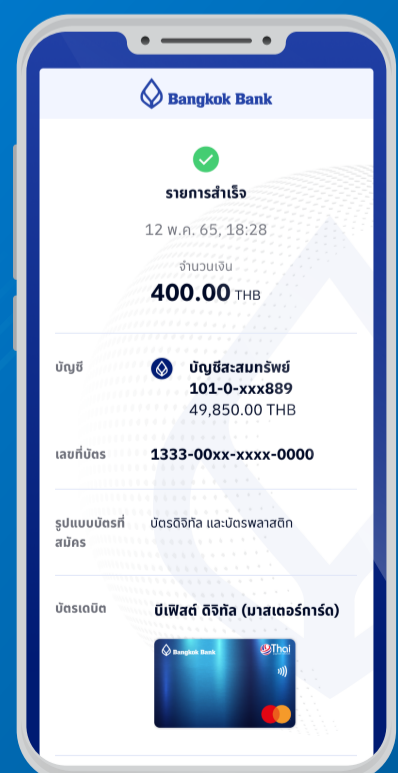 Bangkok Bank
รายการสำเร็จ
12 พ.ค. 65, 18:28
จำนวนเงิน
400.00 THB
บัญชี
บัญชีสะสมทรัพย์
101-0-xxx889
49,850.00 THB
เลขที่บัตร
1333-00xx-xxxx-0000
รูปแบบบัตรที่
สมัคร
บัตรดิจิทัล และบัตรพลาสติก
บัตรเดบิต
บีเฟิสต์ ดิจิทัล (มาสเตอร์การ์ด)
Bangkok Bank
Thai